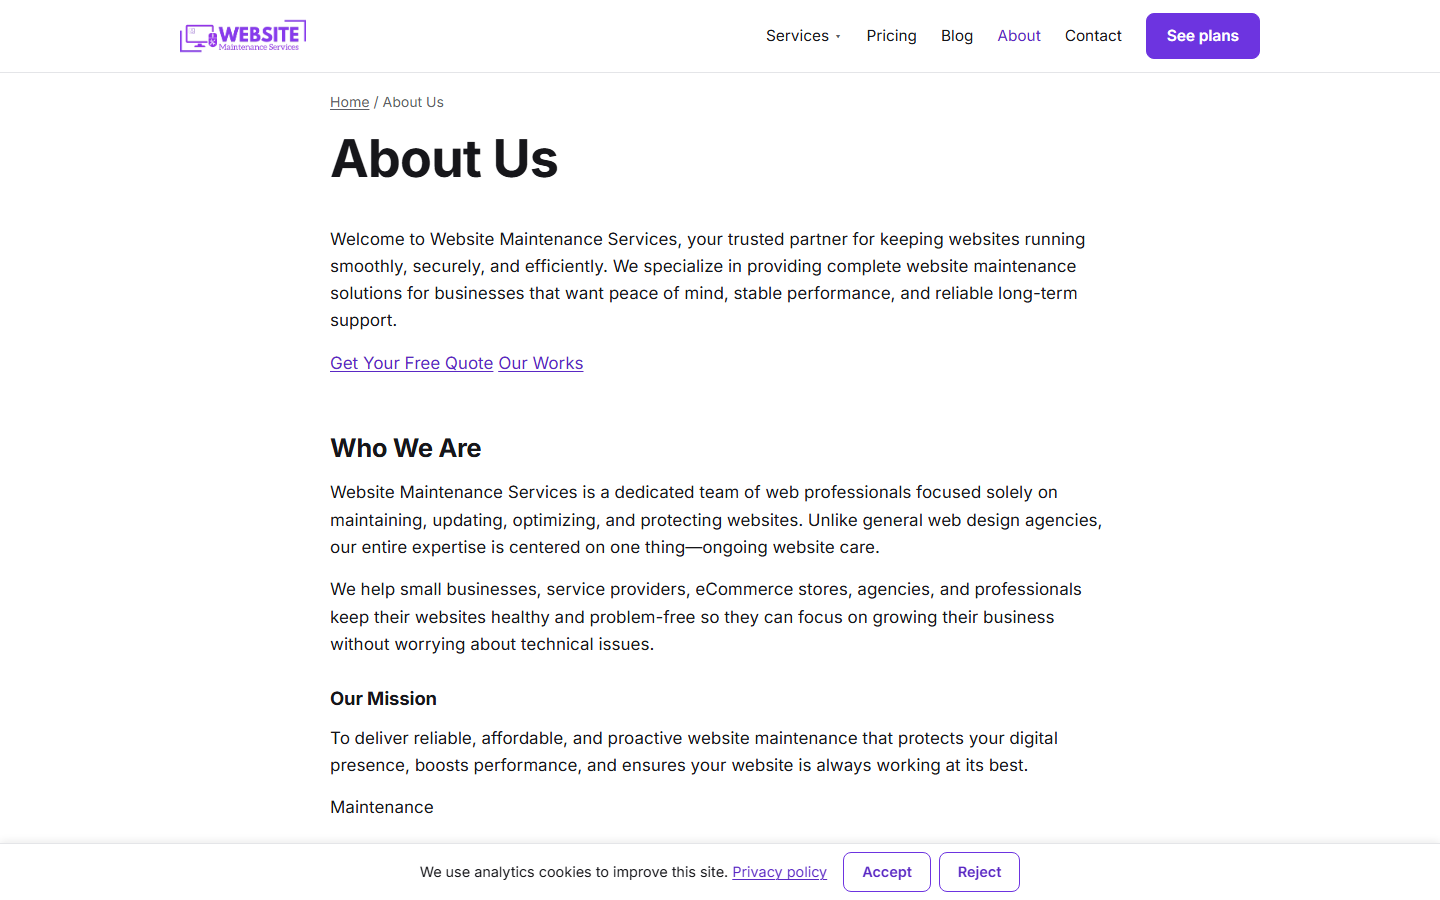 WEBSITE
Maintenance Services
Services
Pricing
Blog
About
Contact
See plans
Home / About Us
About Us
Welcome to Website Maintenance Services, your trusted partner for keeping websites running
smoothly, securely, and efficiently. We specialize in providing complete website maintenance
solutions for businesses that want peace of mind, stable performance, and reliable long-term
support.
Get Your Free Quote Our Works
Who We Are
Website Maintenance Services is a dedicated team of web professionals focused solely on
maintaining, updating, optimizing, and protecting websites. Unlike general web design agencies,
our entire expertise is centered on one thing—ongoing website care.
We help small businesses, service providers, eCommerce stores, agencies, and professionals
keep their websites healthy and problem-free so they can focus on growing their business
without worrying about technical issues.
Our Mission
To deliver reliable, affordable, and proactive website maintenance that protects your digital
presence, boosts performance, and ensures your website is always working at its best.
Maintenance
We use analytics cookies to improve this site. Privacy policy
Accept
Reject